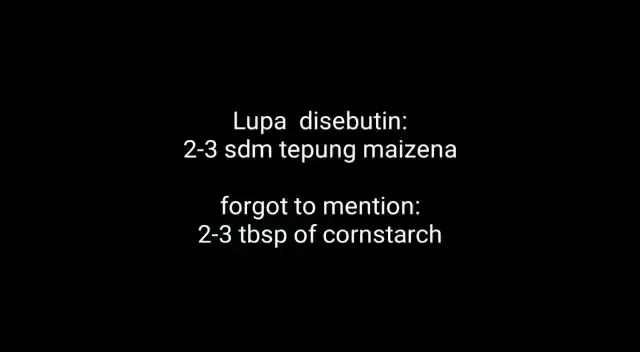 Lupa disebutin:
2-3 sdm tepung maizena
forgot to mention:
2-3 tbsp of cornstarch